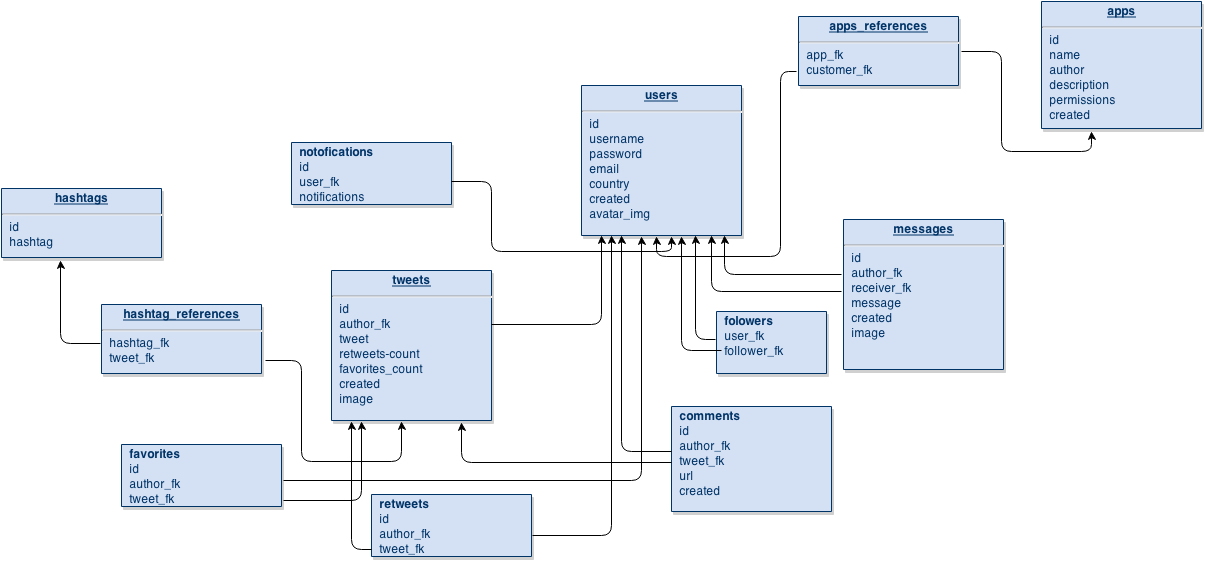 apps
id
name
author
description
permissions
created
apps_references
app_fk
customer_fk
users
id
username
password
email
country
created
avatar_img
notofications
id
user_fk
notifications
hashtags
id
hashtag
messages
id
author_fk
receiver_fk
message
created
image
tweets
id
author_fk
tweet
retweets-count
favorites_count
created
image
hashtag_references
hashtag_fk
tweet_fk
folowers
user_fk
follower_fk
comments
id
author_fk
tweet_fk
url
created
favorites
id
author_fk
tweet_fk
retweets
id
author_fk
tweet_fk